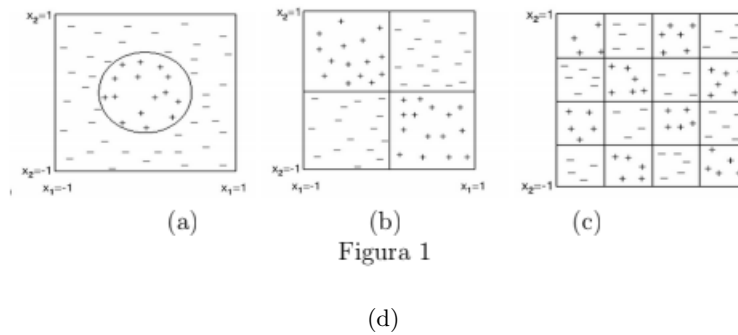 x₂=1
x₂=1
x₂=1
x₂=-1
x₂=-1
x₂=-1
x₁=-1
x₁=1
x₁=-1
x₁=1
(a)
(b)
(c)
Figura 1
(d)